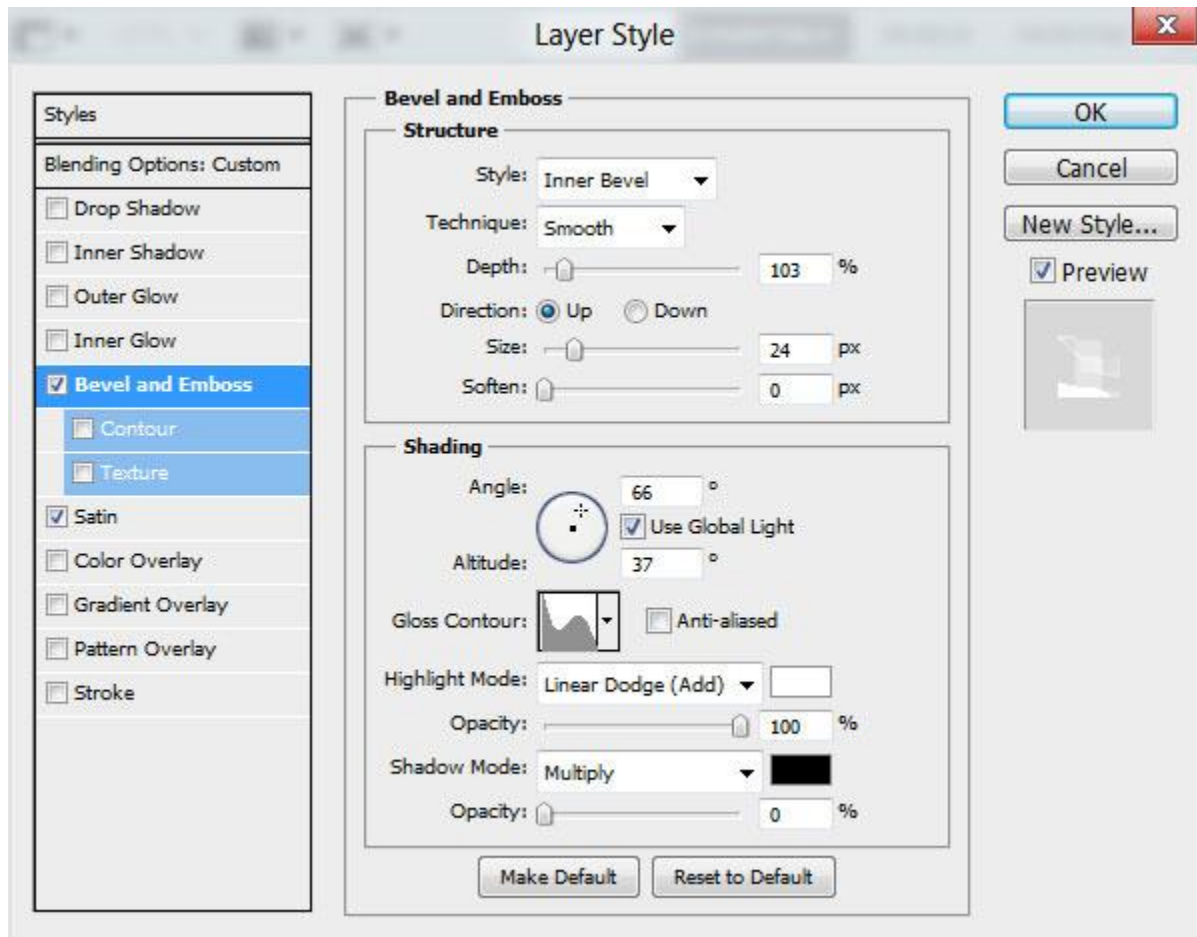 Layer Style
Styles
Blending Options: Custom
Drop Shadow
Inner Shadow
Outer Glow
Inner Glow
Bevel and Emboss
Contour
Texture
Satin
Color Overlay
Gradient Overlay
Pattern Overlay
Stroke
Bevel and Emboss
Structure
Style: Inner Bevel
Technique: Smooth
Depth: 103 %
Direction: Up Down
Size: 24 px
Soften: 0 px
Shading
Angle: 66 °
Use Global Light
Altitude: 37 °
Gloss Contour: Anti-aliased
Highlight Mode: Linear Dodge (Add)
Opacity: 100 %
Shadow Mode: Multiply
Opacity: 0 %
Make Default Reset to Default
OK
Cancel
New Style...
Preview